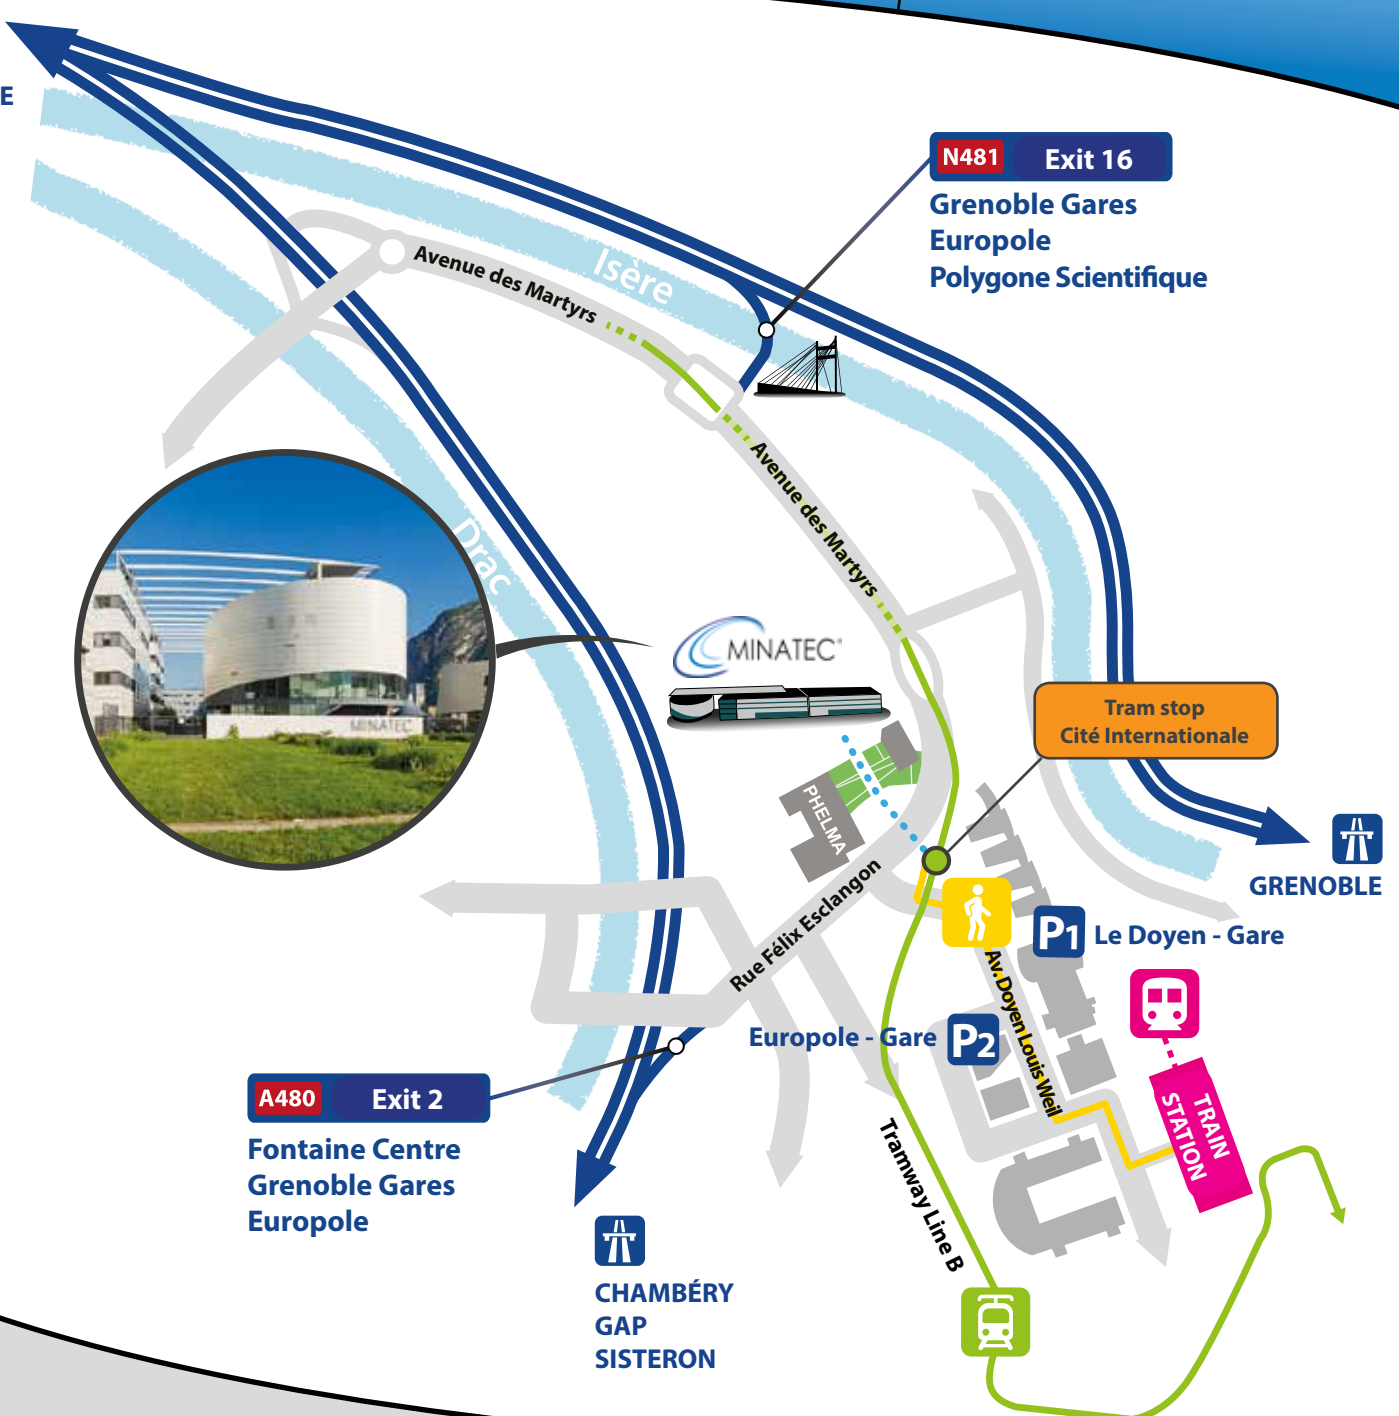 E
N481 Exit 16
Grenoble Gares
Europole
Polygone Scientifique
Isère
Avenue des Martyrs
Avenue des Martyrs
Drac
MINATEC®
MINATEC
Tram stop
Cité Internationale
PHELMA
GRENOBLE
Rue Félix Esclangon
P1 Le Doyen - Gare
Av. Doyen Louis Weil
Europole - Gare P2
TRAIN
STATION
A480 Exit 2
Fontaine Centre
Grenoble Gares
Europole
Tramway Line B
CHAMBÉRY
GAP
SISTERON